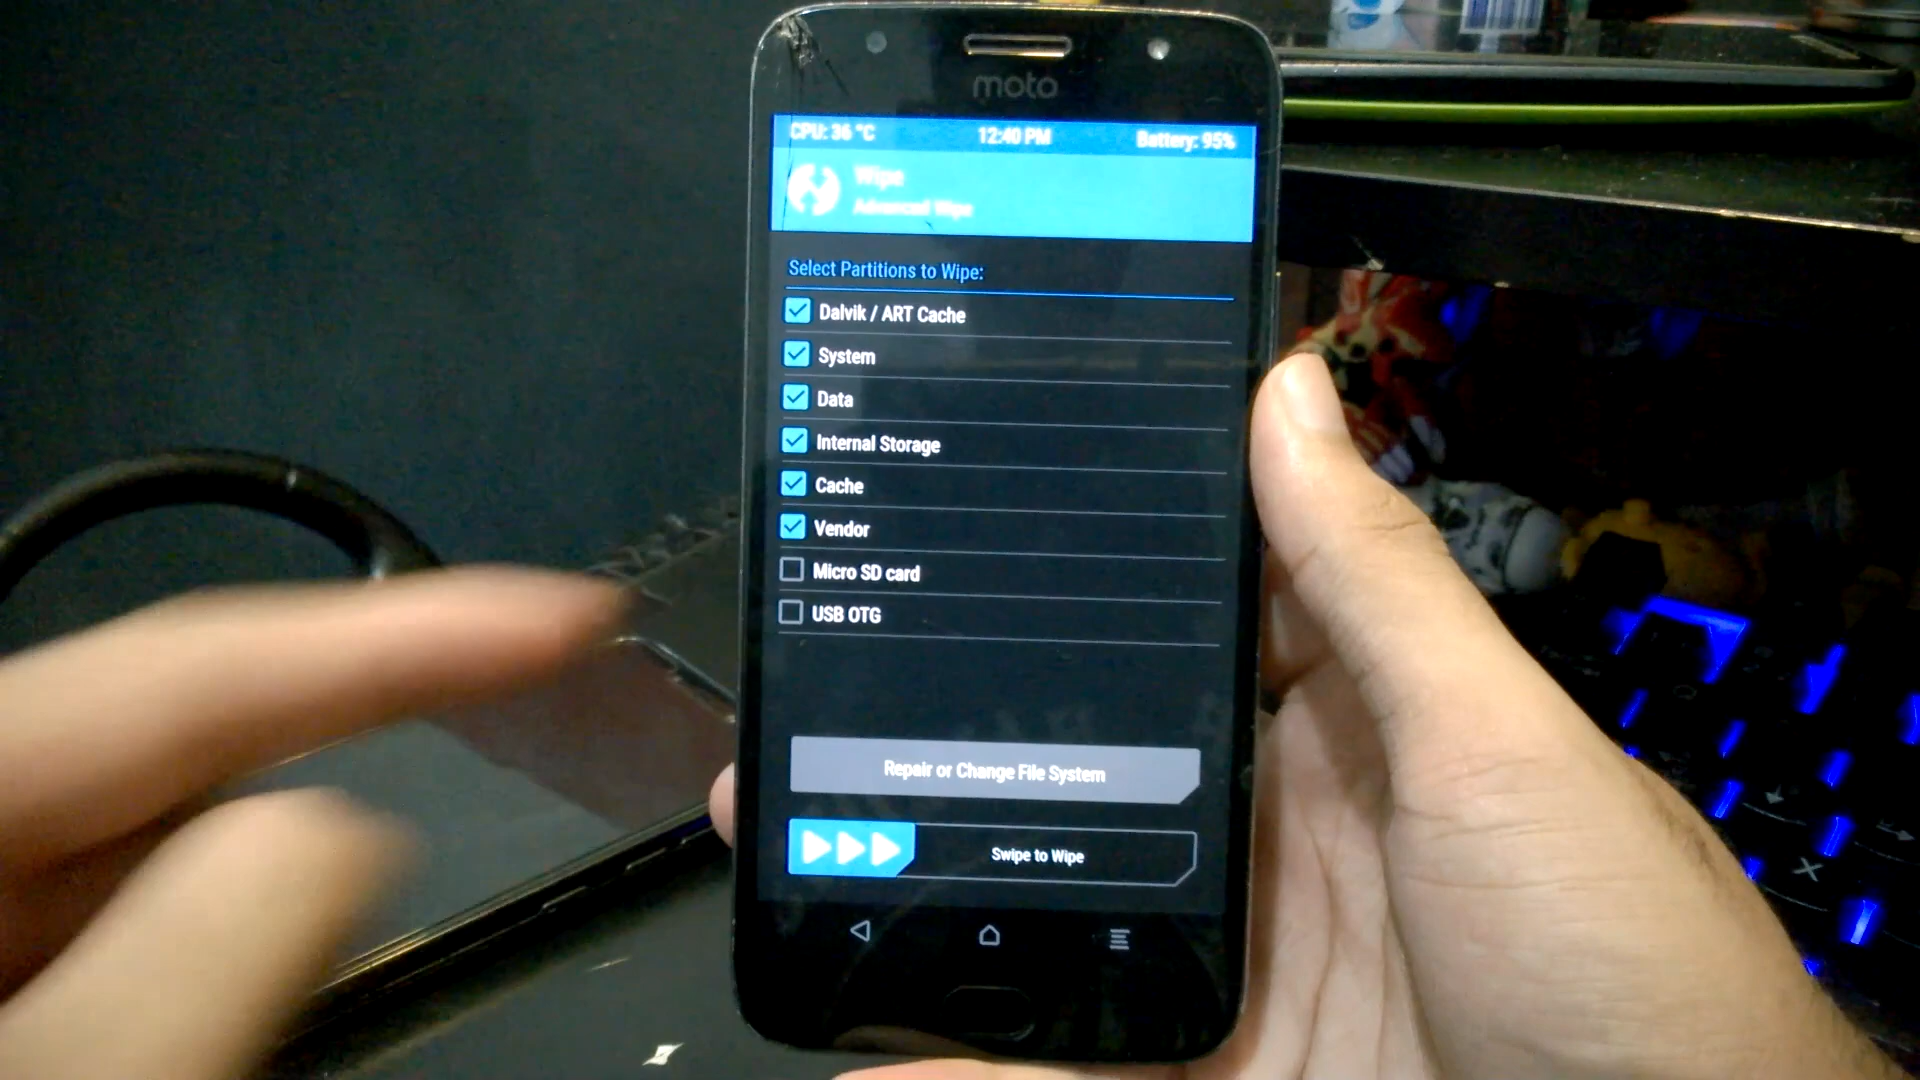 moto
CPU: 36 °C 12:40 PM Battery: 95%
Wipe
Advanced Wipe
Select Partitions to Wipe:
Dalvik / ART Cache
System
Data
Internal Storage
Cache
Vendor
Micro SD card
USB OTG
Repair or Change File System
Swipe to Wipe